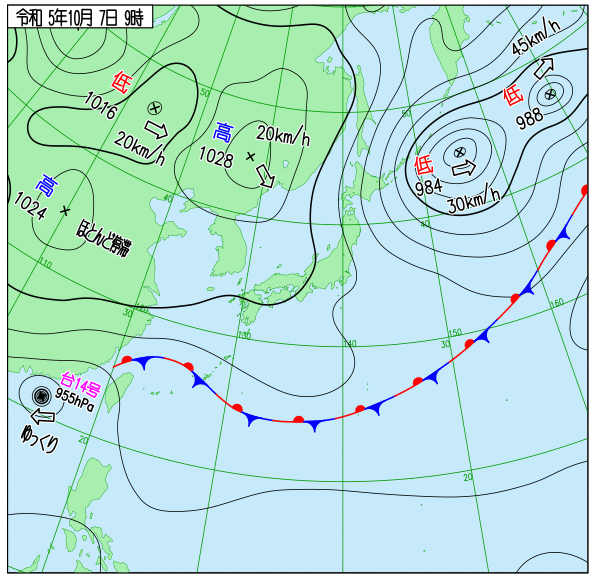 令和 5年10月 7日 9時
45km/h
低
988
低
1016
20km/h
高
1028
20km/h
低
984
30km/h
高
1024
ほとんど停滞
台14号
955hPa
ゆっくり
50
50
40
40
110
30
120
130
140
150
30
160
20
20